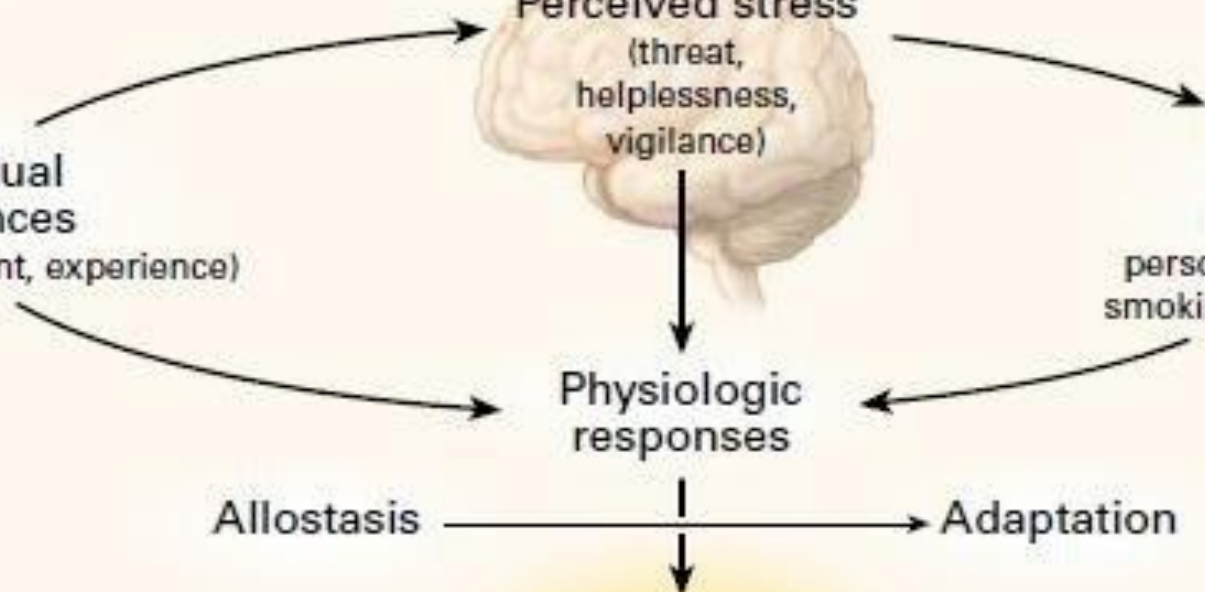 Perceived stress
(threat,
helplessness,
vigilance)
ual
nces
nt, experience)
perso
smoki
Physiologic
responses
Allostasis
Adaptation